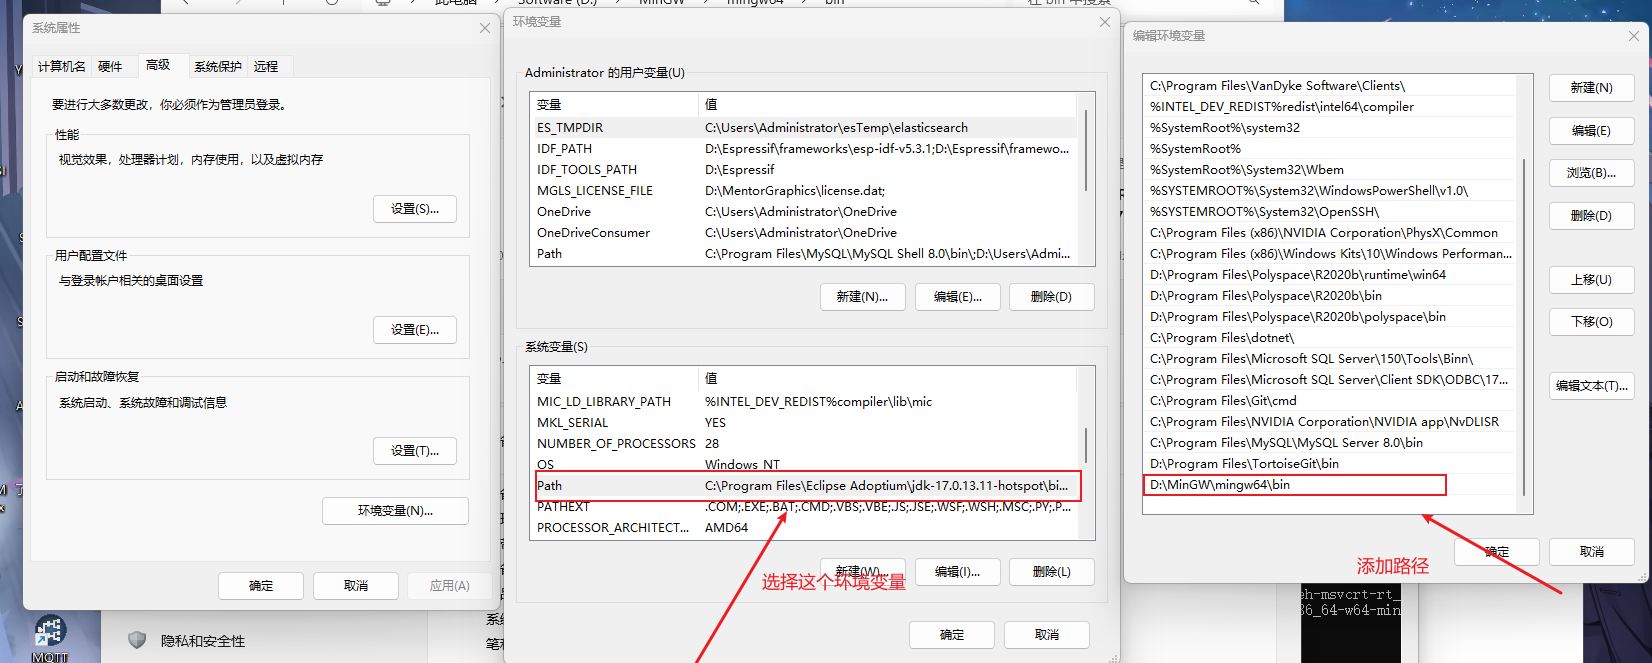 此电脑 Software (D:) MinGW mingw64 bin 在 bin 中搜索
系统属性
计算机名 硬件 高级 系统保护 远程
要进行大多数更改，你必须作为管理员登录。
性能
视觉效果，处理器计划，内存使用，以及虚拟内存
设置(S)...
用户配置文件
与登录帐户相关的桌面设置
设置(E)...
启动和故障恢复
系统启动、系统故障和调试信息
设置(T)...
环境变量(N)...
确定 取消 应用(A)
环境变量
Administrator 的用户变量(U)
变量 值
ES_TMPDIR C:\Users\Administrator\esTemp\elasticsearch
IDF_PATH D:\Espressif\frameworks\esp-idf-v5.3.1;D:\Espressif\framewo...
IDF_TOOLS_PATH D:\Espressif
MGLS_LICENSE_FILE D:\MentorGraphics\license.dat;
OneDrive C:\Users\Administrator\OneDrive
OneDriveConsumer C:\Users\Administrator\OneDrive
Path C:\Program Files\MySQL\MySQL Shell 8.0\bin\;D:\Users\Admi...
新建(N)... 编辑(E)... 删除(D)
系统变量(S)
变量 值
MIC_LD_LIBRARY_PATH %INTEL_DEV_REDIST%compiler\lib\mic
MKL_SERIAL YES
NUMBER_OF_PROCESSORS 28
OS Windows_NT
Path C:\Program Files\Eclipse Adoptium\jdk-17.0.13.11-hotspot\bi...
PATHEXT .COM;.EXE;.BAT;.CMD;.VBS;.VBE;.JS;.JSE;.WSF;.WSH;.MSC;.PY;.P...
PROCESSOR_ARCHITECT... AMD64
新建(W)... 编辑(I)... 删除(L)
选择这个环境变量
确定 取消
编辑环境变量
C:\Program Files\VanDyke Software\Clients\
%INTEL_DEV_REDIST%redist\intel64\compiler
%SystemRoot%\system32
%SystemRoot%
%SystemRoot%\System32\Wbem
%SYSTEMROOT%\System32\WindowsPowerShell\v1.0\
%SYSTEMROOT%\System32\OpenSSH\
C:\Program Files (x86)\NVIDIA Corporation\PhysX\Common
C:\Program Files (x86)\Windows Kits\10\Windows Performan...
D:\Program Files\Polyspace\R2020b\runtime\win64
D:\Program Files\Polyspace\R2020b\bin
D:\Program Files\Polyspace\R2020b\polyspace\bin
C:\Program Files\dotnet\
C:\Program Files\Microsoft SQL Server\150\Tools\Binn\
C:\Program Files\Microsoft SQL Server\Client SDK\ODBC\17...
C:\Program Files\Git\cmd
C:\Program Files\NVIDIA Corporation\NVIDIA app\NvDLISR
C:\Program Files\MySQL\MySQL Server 8.0\bin
D:\Program Files\TortoiseGit\bin
D:\MinGW\mingw64\bin
新建(N)
编辑(E)
浏览(B)...
删除(D)
上移(U)
下移(O)
编辑文本(T)...
确定 取消
添加路径
eh-msvcrt-rt_
86_64-w64-min
隐私和安全性
MQTT